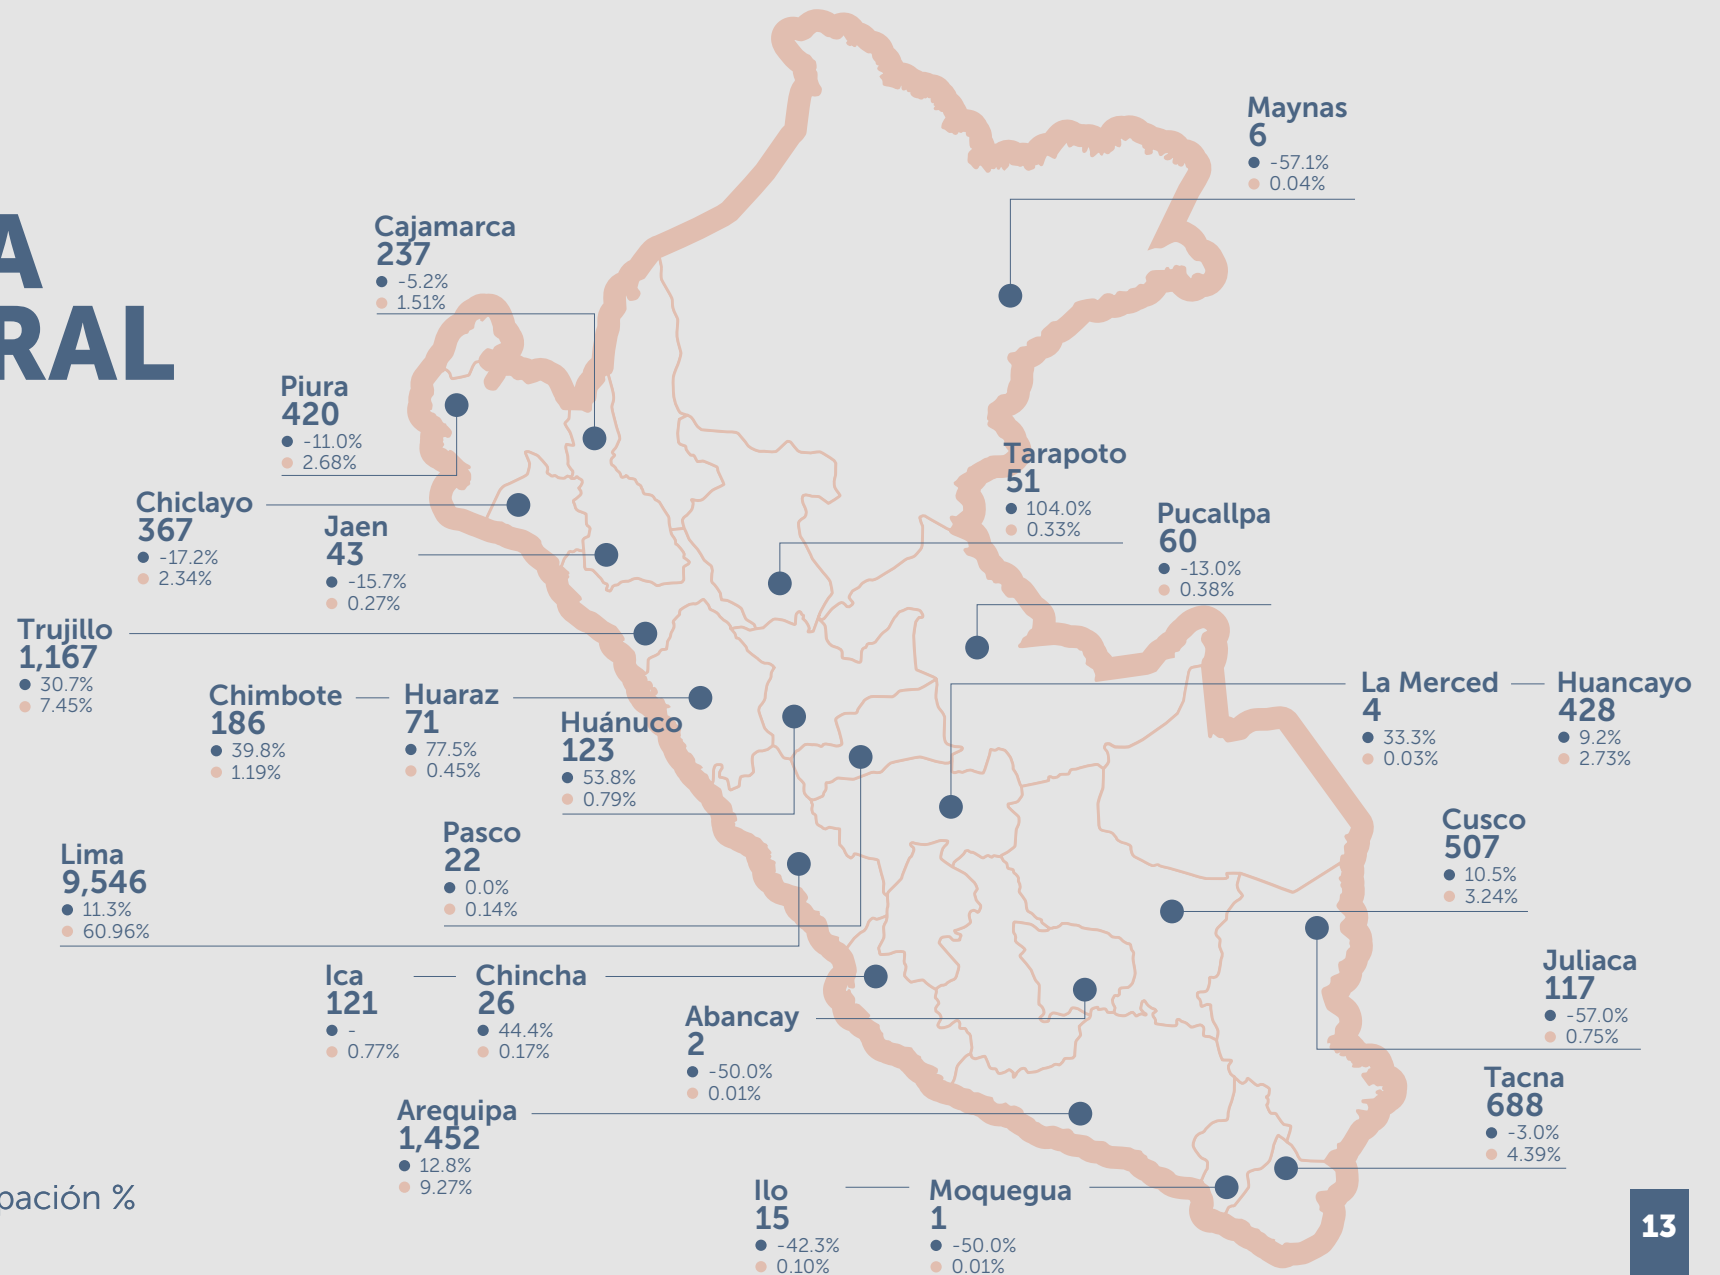 A
RAL
Maynas
6
-57.1%
0.04%
Cajamarca
237
-5.2%
1.51%
Piura
420
-11.0%
2.68%
Tarapoto
51
104.0%
0.33%
Chiclayo
367
-17.2%
2.34%
Jaen
43
-15.7%
0.27%
Pucallpa
60
-13.0%
0.38%
Trujillo
1,167
30.7%
7.45%
Chimbote
186
39.8%
1.19%
Huaraz
71
77.5%
0.45%
Huánuco
123
53.8%
0.79%
La Merced
4
33.3%
0.03%
Huancayo
428
9.2%
2.73%
Pasco
22
0.0%
0.14%
Lima
9,546
11.3%
60.96%
Cusco
507
10.5%
3.24%
Ica
121
-
0.77%
Chincha
26
44.4%
0.17%
Abancay
2
-50.0%
0.01%
Juliaca
117
-57.0%
0.75%
Arequipa
1,452
12.8%
9.27%
Tacna
688
-3.0%
4.39%
Ilo
15
-42.3%
0.10%
Moquegua
1
-50.0%
0.01%
pación %
13